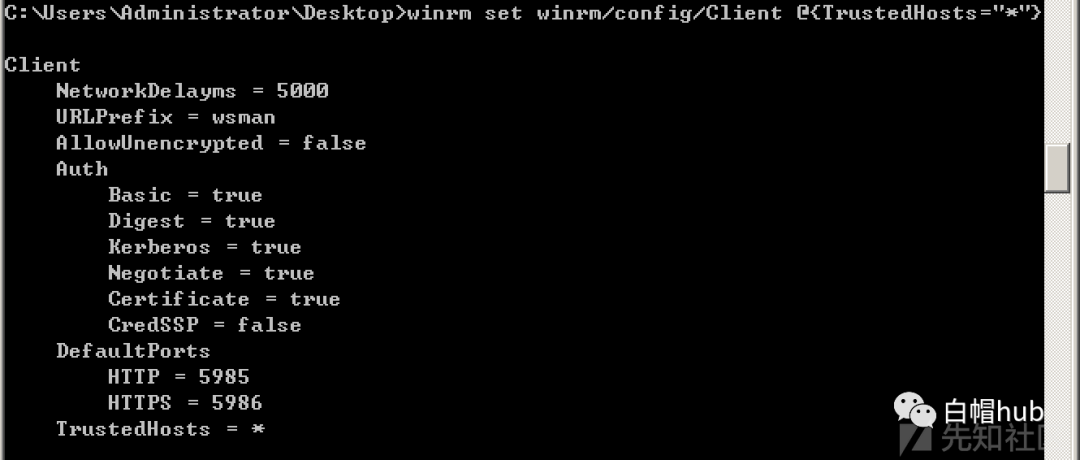 C:\Users\Administrator\Desktop>winrm set winrm/config/Client @{TrustedHosts="*"}
Client
NetworkDelayms = 5000
URLPrefix = wsman
AllowUnencrypted = false
Auth
Basic = true
Digest = true
Kerberos = true
Negotiate = true
Certificate = true
CredSSP = false
DefaultPorts
HTTP = 5985
HTTPS = 5986
TrustedHosts = *
白帽hub
先知社区